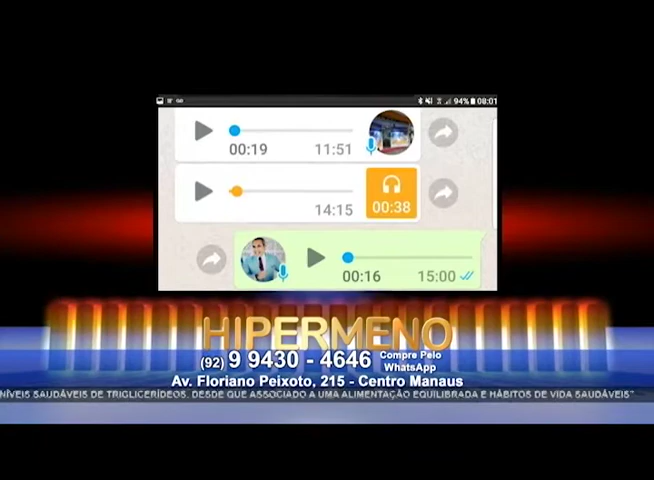 94% 08:01
00:19 11:51
14:15 00:38
00:16 15:00
HIPERMENO
(92) 9 9430 - 4646 Compre Pelo
WhatsApp
Av. Floriano Peixoto, 215 - Centro Manaus
NÍVEIS SAUDÁVEIS DE TRIGLICERÍDEOS. DESDE QUE ASSOCIADO A UMA ALIMENTAÇÃO EQUILIBRADA E HÁBITOS DE VIDA SAUDÁVEIS"